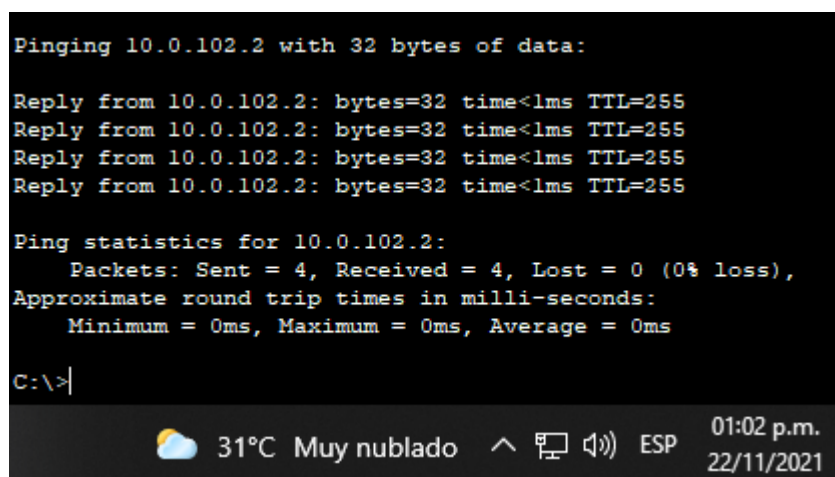 Pinging 10.0.102.2 with 32 bytes of data:
Reply from 10.0.102.2: bytes=32 time<1ms TTL=255
Reply from 10.0.102.2: bytes=32 time<1ms TTL=255
Reply from 10.0.102.2: bytes=32 time<1ms TTL=255
Reply from 10.0.102.2: bytes=32 time<1ms TTL=255
Ping statistics for 10.0.102.2:
Packets: Sent = 4, Received = 4, Lost = 0 (0% loss),
Approximate round trip times in milli-seconds:
Minimum = 0ms, Maximum = 0ms, Average = 0ms
C:\>
31°C Muy nublado ESP
01:02 p.m.
22/11/2021